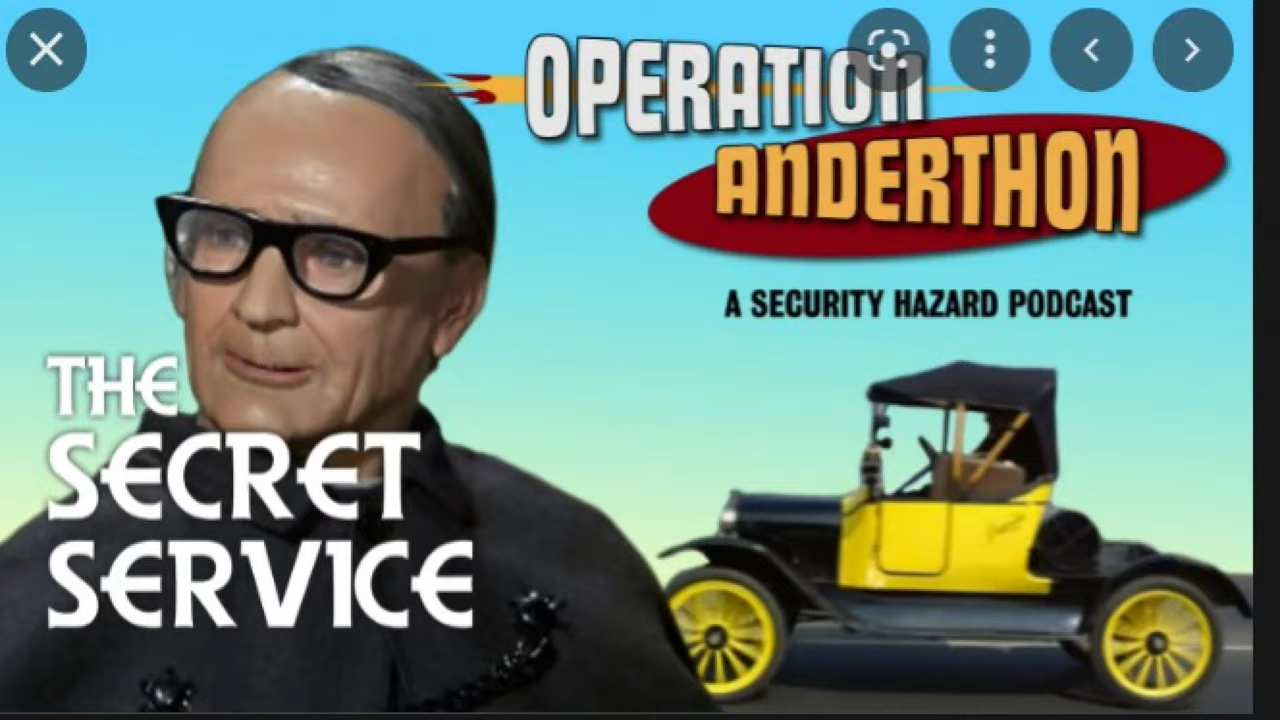 OPERATION
ANDERTHON
A SECURITY HAZARD PODCAST
THE
SECRET
SERVICE